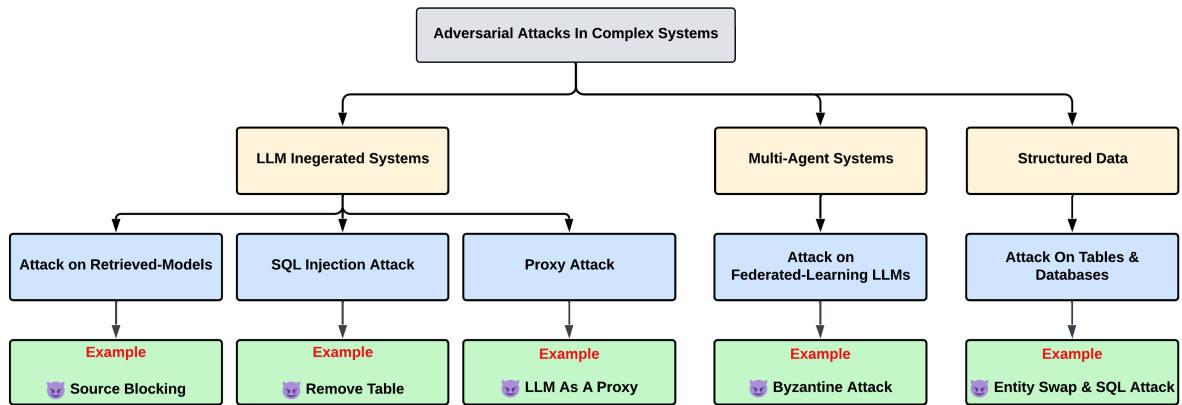 Adversarial Attacks In Complex Systems
LLM Inegerated Systems
Multi-Agent Systems
Structured Data
Attack on Retrieved-Models
SQL Injection Attack
Proxy Attack
Attack on
Federated-Learning LLMs
Attack On Tables &
Databases
Example
Source Blocking
Example
Remove Table
Example
LLM As A Proxy
Example
Byzantine Attack
Example
Entity Swap & SQL Attack